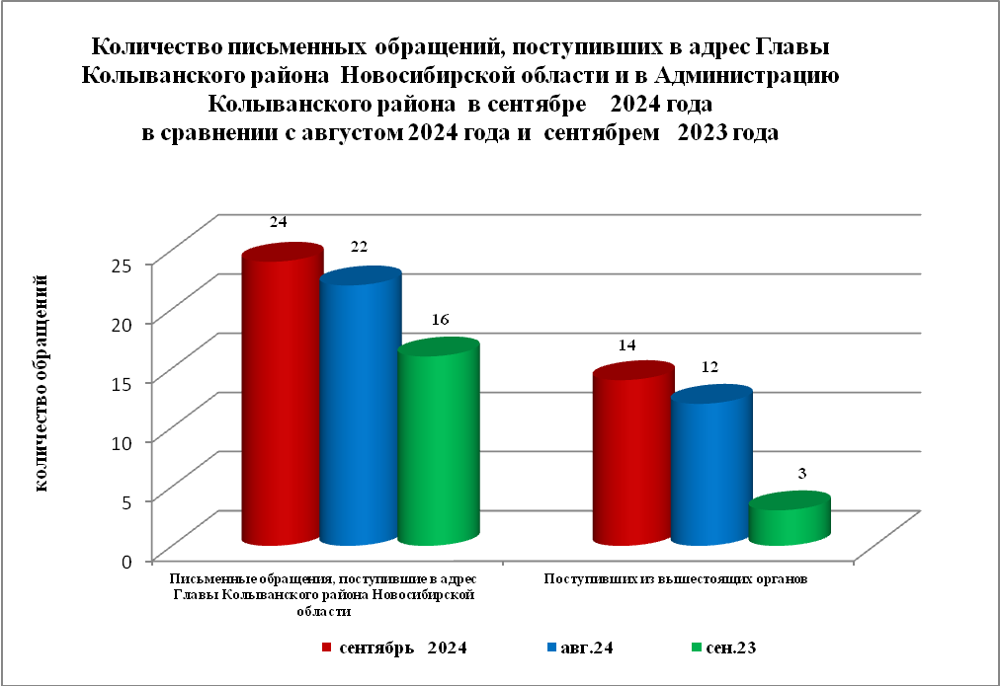 Количество письменных обращений, поступивших в адрес Главы
Колыванского района Новосибирской области и в Администрацию
Колыванского района в сентябре 2024 года
в сравнении с августом 2024 года и сентябрем 2023 года
количество обращений
25
20
15
10
5
0
24
22
16
14
12
3
Письменные обращения, поступившие в адрес
Главы Колыванского района Новосибирской
области
Поступивших из вышестоящих органов
сентябрь 2024
авг.24
сен.23